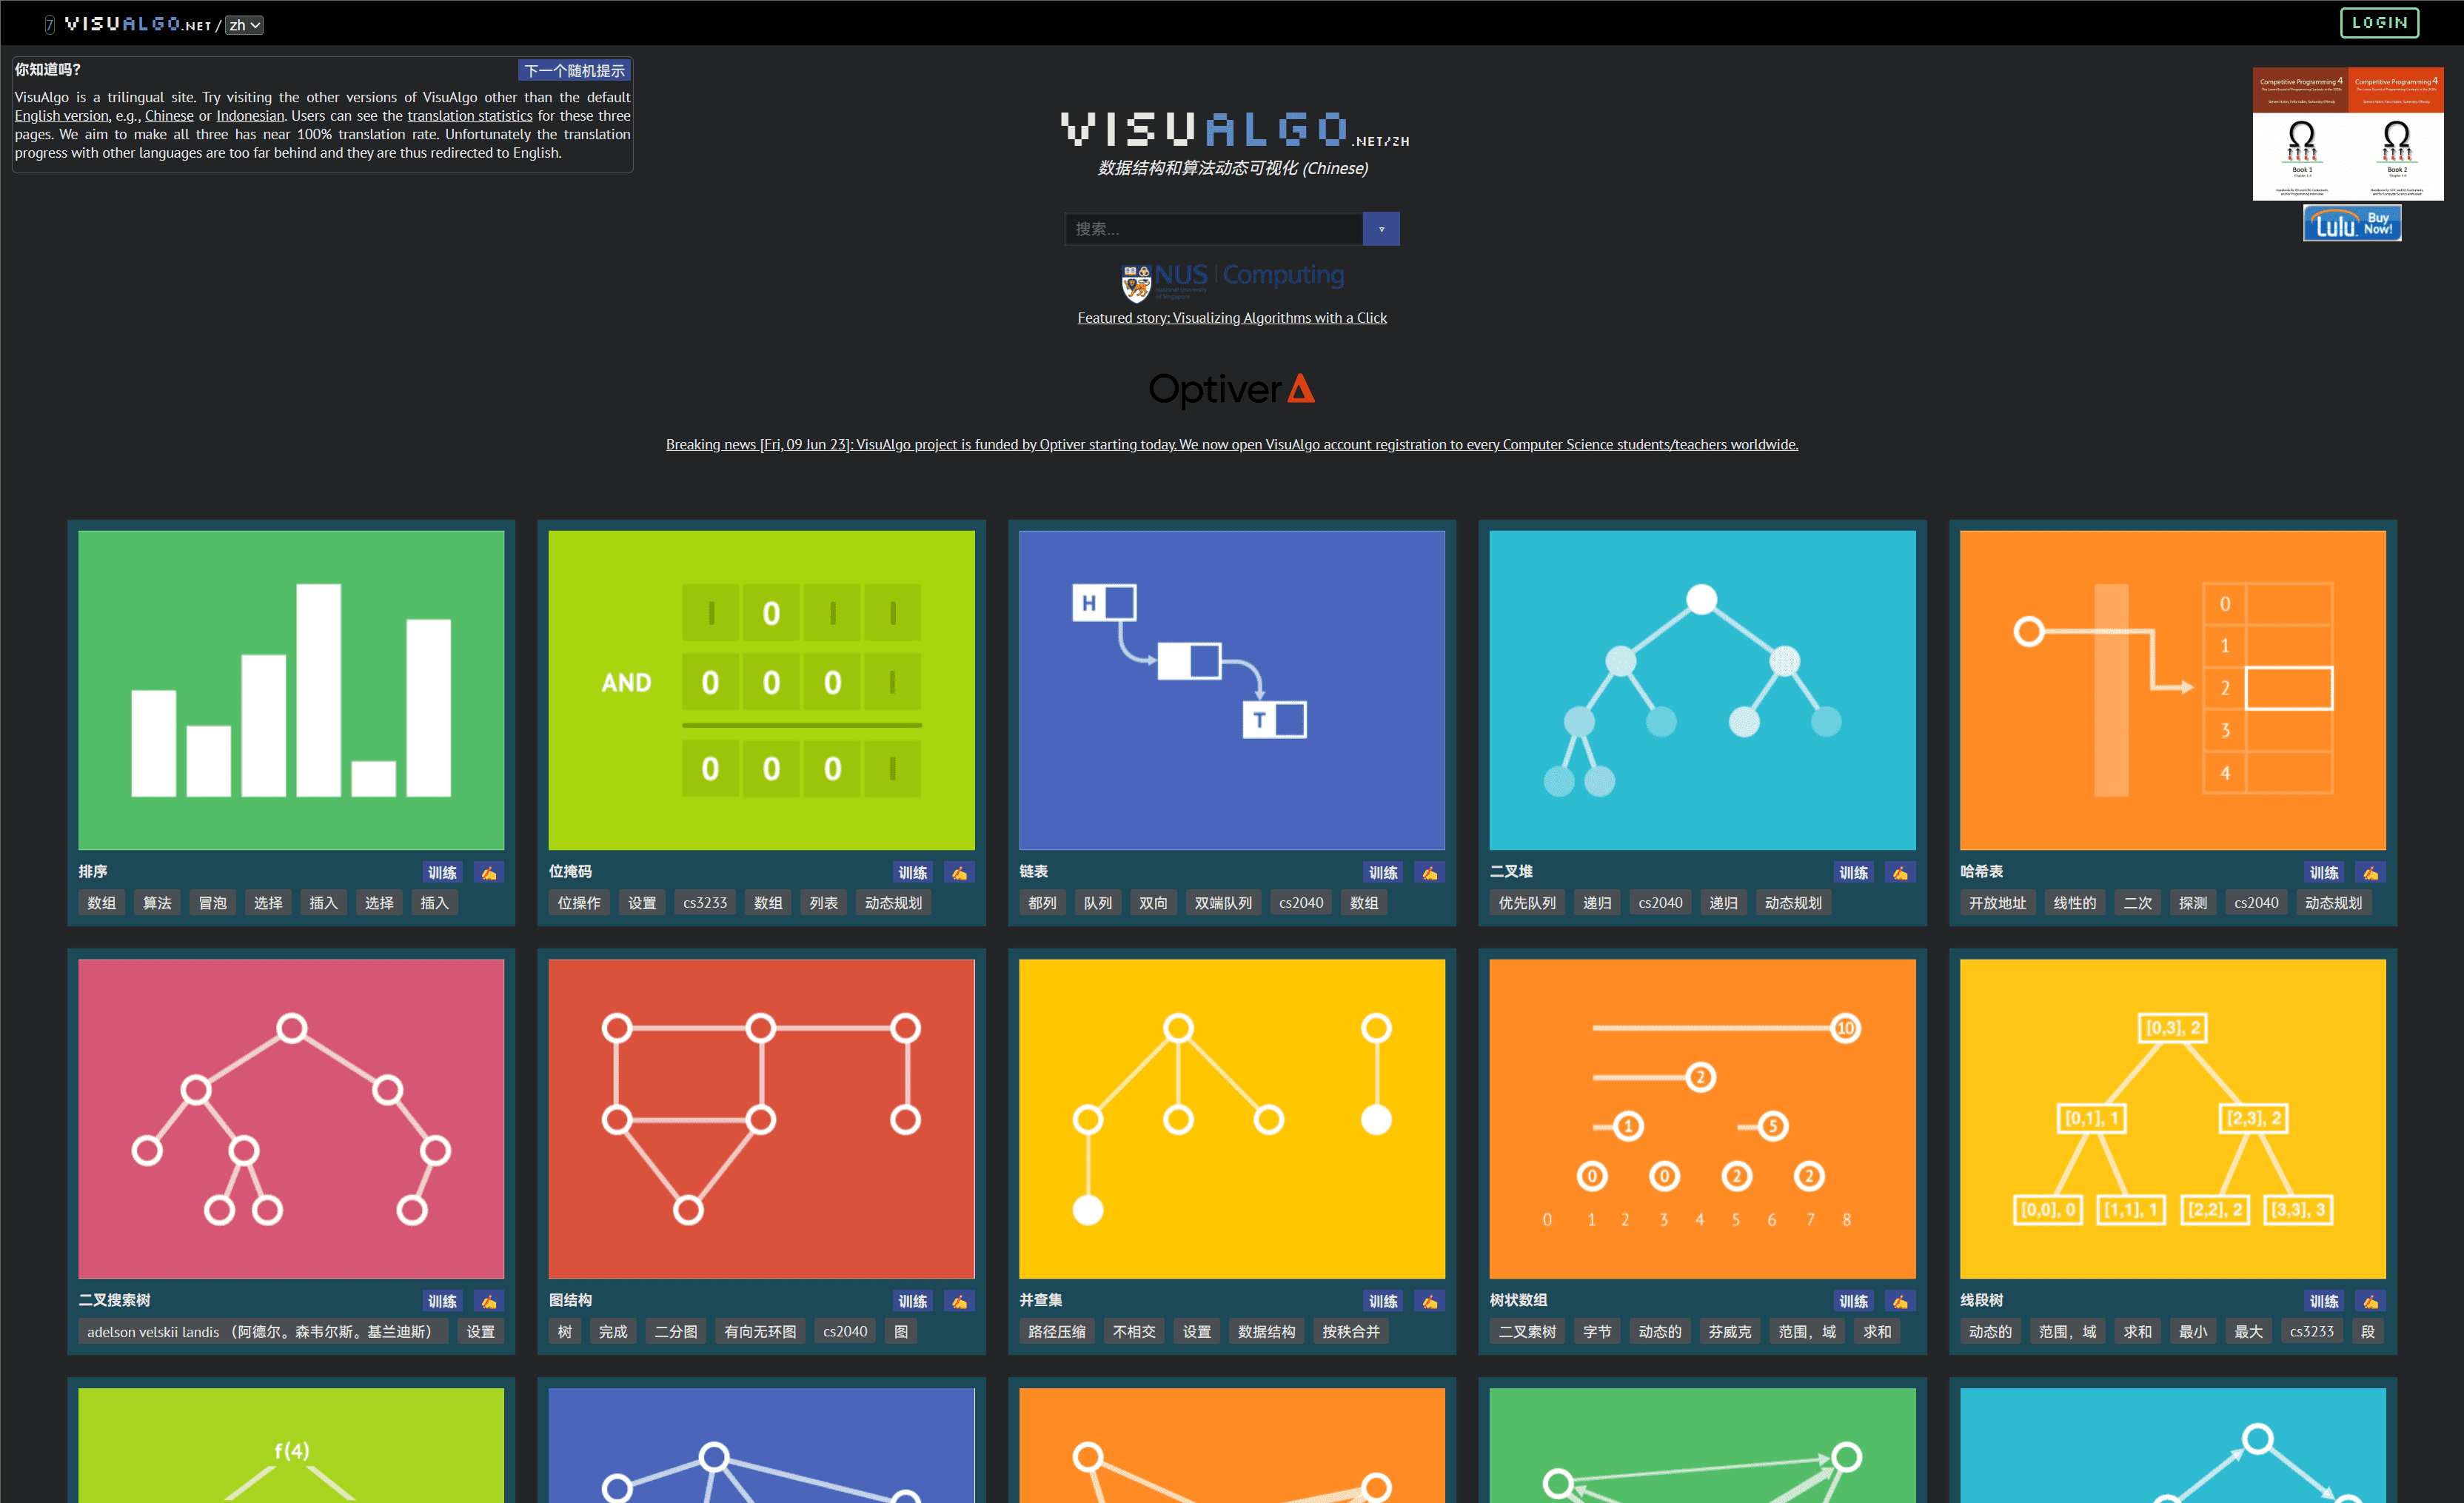 7 VISUALGO.NET / zh
LOGIN
你知道吗?
下一个随机提示
VisuAlgo is a trilingual site. Try visiting the other versions of VisuAlgo other than the default
English version, e.g., Chinese or Indonesian. Users can see the translation statistics for these three
pages. We aim to make all three has near 100% translation rate. Unfortunately the translation
progress with other languages are too far behind and they are thus redirected to English.
VISUALGO.NET/ZH
数据结构和算法动态可视化 (Chinese)
搜索...
NUS Computing
National University
of Singapore
Featured story: Visualizing Algorithms with a Click
Competitive Programming 4
Competitive Programming 4
Book 1
Book 2
Lulu Buy Now!
Optiver
Breaking news [Fri, 09 Jun 23]: VisuAlgo project is funded by Optiver starting today. We now open VisuAlgo account registration to every Computer Science students/teachers worldwide.
1 0 1 1
AND 0 0 0 1
0 0 0 1
H
T
0
1
2
3
4
排序 训练
数组 算法 冒泡 选择 插入 选择 插入
位掩码 训练
位操作 设置 cs3233 数组 列表 动态规划
链表 训练
都列 队列 双向 双端队列 cs2040 数组
二叉堆 训练
优先队列 递归 cs2040 递归 动态规划
哈希表 训练
开放地址 线性的 二次 探测 cs2040 动态规划
10
2
1 5
0 0 2 2
0 1 2 3 4 5 6 7 8
[0,3], 2
[0,1], 1 [2,3], 2
[0,0], 0 [1,1], 1 [2,2], 2 [3,3], 3
二叉搜索树 训练
adelson velskii landis （阿德尔。森韦尔斯。基兰迪斯） 设置
图结构 训练
树 完成 二分图 有向无环图 cs2040 图
并查集 训练
路径压缩 不相交 设置 数据结构 按秩合并
树状数组 训练
二叉索树 字节 动态的 芬威克 范围，域 求和
线段树 训练
动态的 范围，域 求和 最小 最大 cs3233 段
f(4)